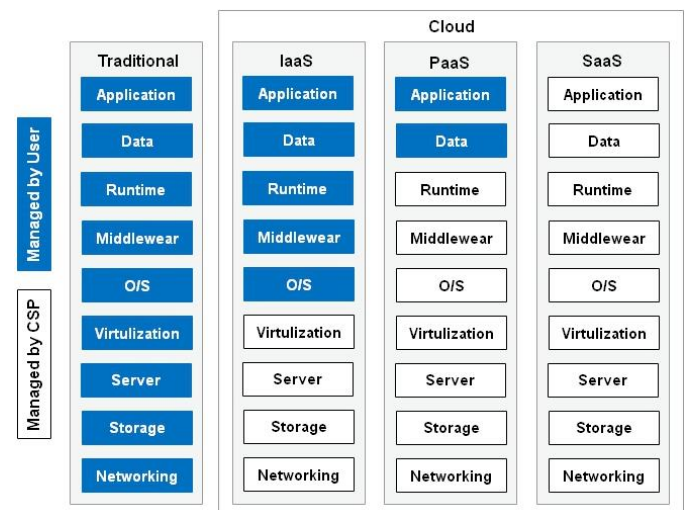 Cloud
Traditional
IaaS
PaaS
SaaS
Managed by User
Managed by CSP
Application
Data
Runtime
Middlewear
O/S
Virtulization
Server
Storage
Networking
Application
Data
Runtime
Middlewear
O/S
Virtulization
Server
Storage
Networking
Application
Data
Runtime
Middlewear
O/S
Virtulization
Server
Storage
Networking
Application
Data
Runtime
Middlewear
O/S
Virtulization
Server
Storage
Networking